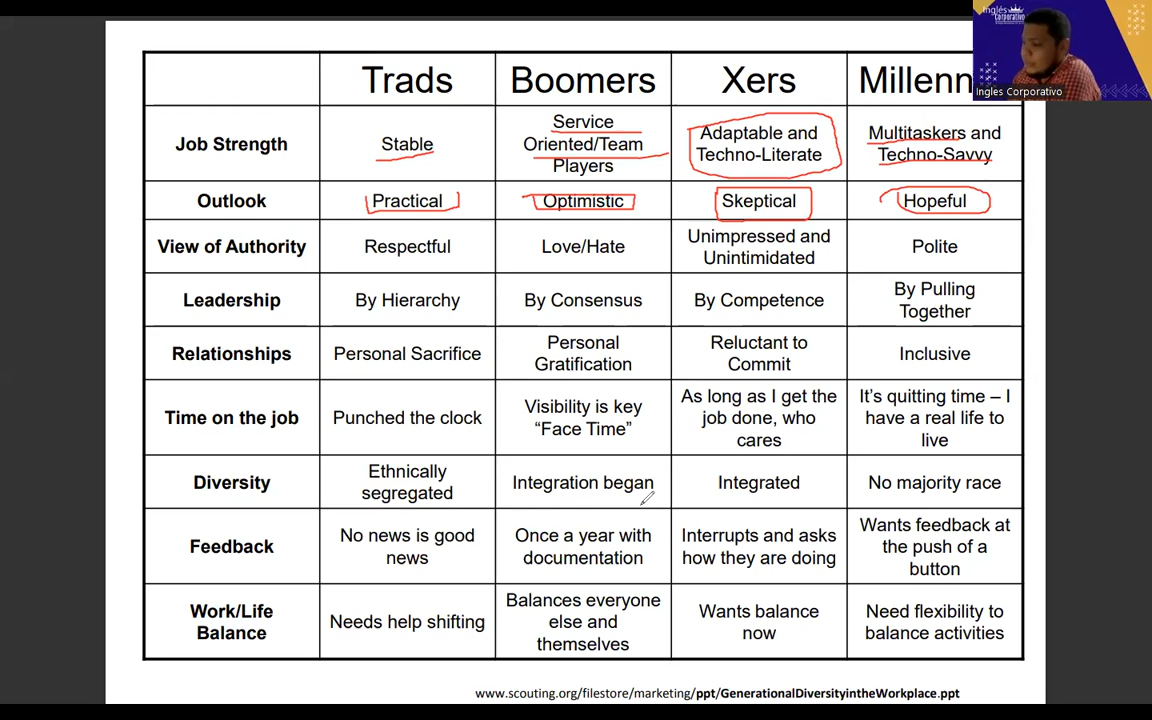 Inglés
Corporativo
Ingles Corporativo
Trads
Boomers
Xers
Millenn
Job Strength
Stable
Service
Oriented/Team
Players
Adaptable and
Techno-Literate
Multitaskers and
Techno-Savvy
Outlook
Practical
Optimistic
Skeptical
Hopeful
View of Authority
Respectful
Love/Hate
Unimpressed and
Unintimidated
Polite
Leadership
By Hierarchy
By Consensus
By Competence
By Pulling
Together
Relationships
Personal Sacrifice
Personal
Gratification
Reluctant to
Commit
Inclusive
Time on the job
Punched the clock
Visibility is key
“Face Time”
As long as I get the
job done, who
cares
It’s quitting time – I
have a real life to
live
Diversity
Ethnically
segregated
Integration began
Integrated
No majority race
Feedback
No news is good
news
Once a year with
documentation
Interrupts and asks
how they are doing
Wants feedback at
the push of a
button
Work/Life
Balance
Needs help shifting
Balances everyone
else and
themselves
Wants balance
now
Need flexibility to
balance activities
www.scouting.org/filestore/marketing/ppt/GenerationalDiversityintheWorkplace.ppt